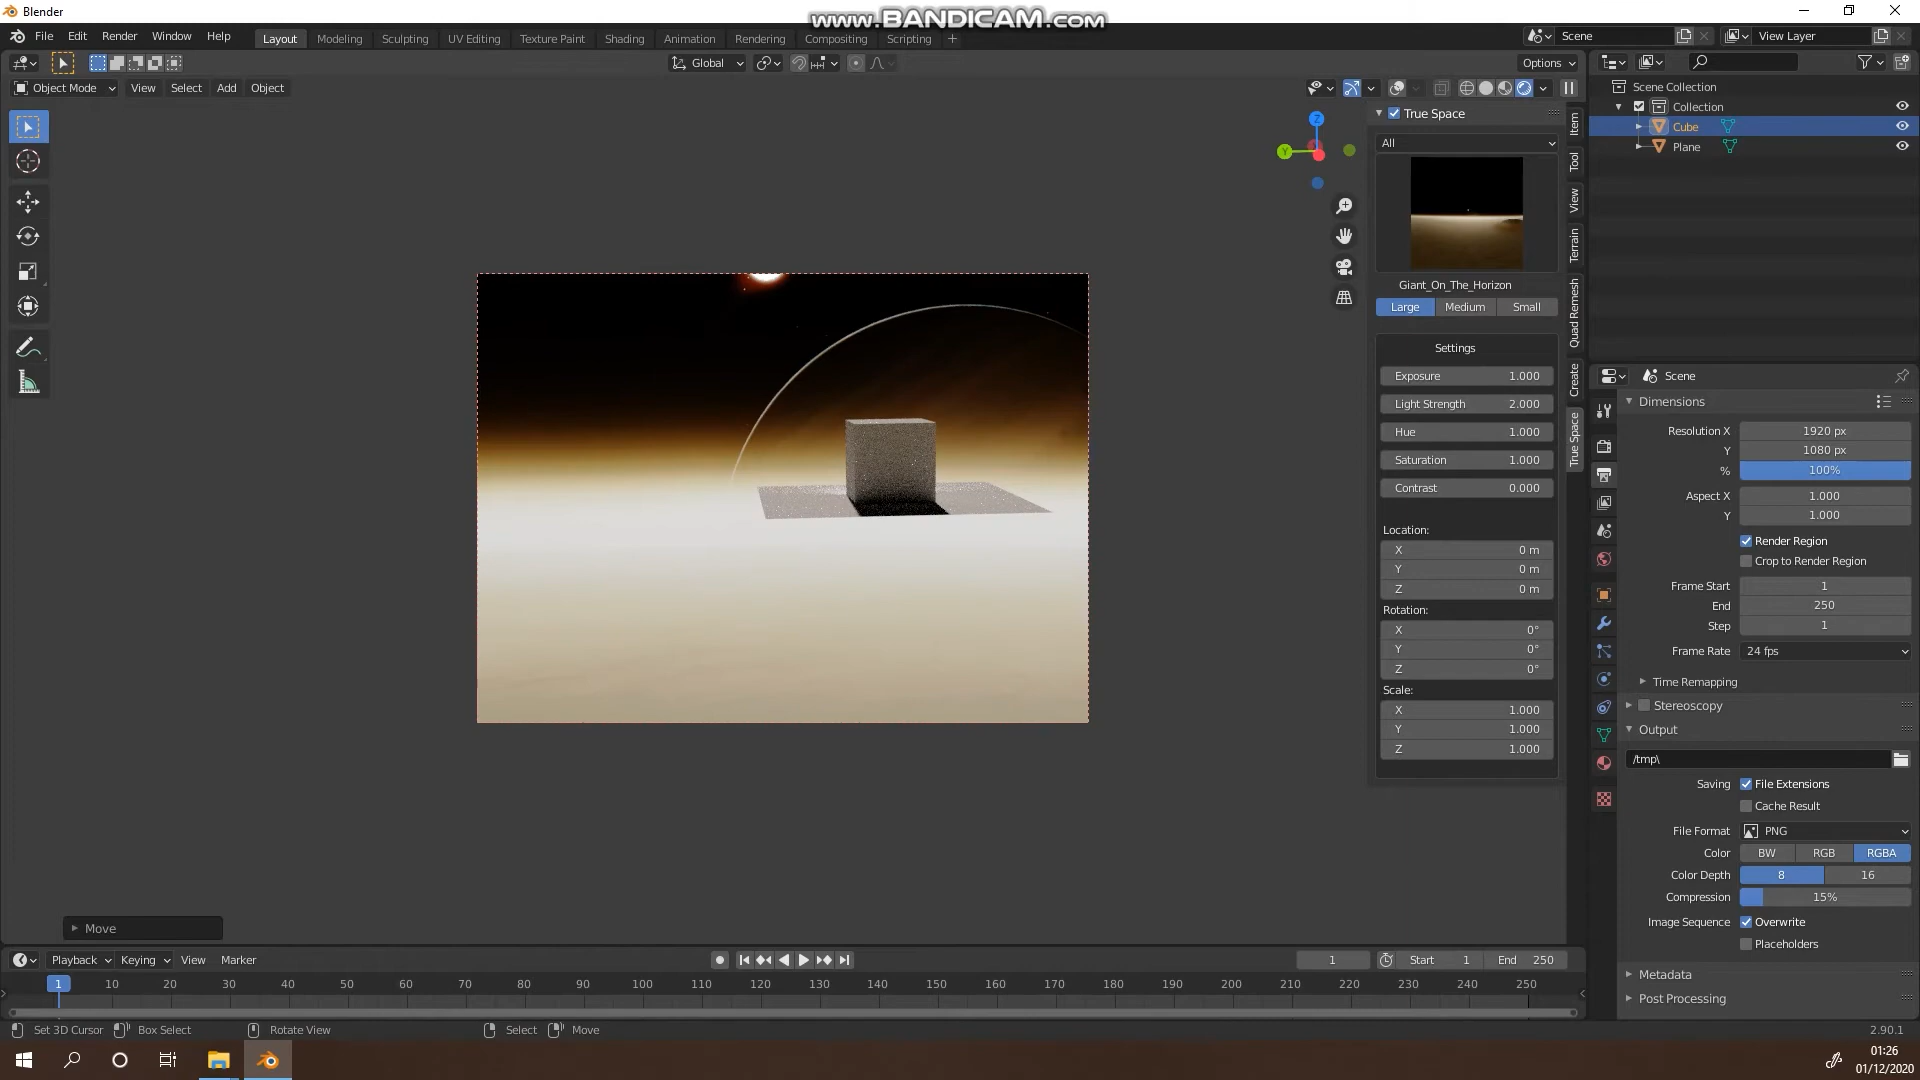 Blender
www.BANDICAM.com
File Edit Render Window Help
Layout Modeling Sculpting UV Editing Texture Paint Shading Animation Rendering Compositing Scripting
Scene
View Layer
Global
Options
Object Mode View Select Add Object
Z
Y
True Space
All
Giant_On_The_Horizon
Large Medium Small
Settings
Exposure 1.000
Light Strength 2.000
Hue 1.000
Saturation 1.000
Contrast 0.000
Location:
X 0 m
Y 0 m
Z 0 m
Rotation:
X 0°
Y 0°
Z 0°
Scale:
X 1.000
Y 1.000
Z 1.000
Item
Tool
View
Terrain
Quad Remesh
Create
True Space
Scene Collection
Collection
Cube
Plane
Scene
Dimensions
Resolution X 1920 px
Y 1080 px
% 100%
Aspect X 1.000
Y 1.000
Render Region
Crop to Render Region
Frame Start 1
End 250
Step 1
Frame Rate 24 fps
Time Remapping
Stereoscopy
Output
/tmp\
Saving File Extensions
Cache Result
File Format PNG
Color BW RGB RGBA
Color Depth 8 16
Compression 15%
Image Sequence Overwrite
Placeholders
Metadata
Post Processing
Move
Playback Keying View Marker
1 Start 1 End 250
1 10 20 30 40 50 60 70 80 90 100 110 120 130 140 150 160 170 180 190 200 210 220 230 240 250
Set 3D Cursor Box Select Rotate View Select Move
2.90.1
01:26
01/12/2020